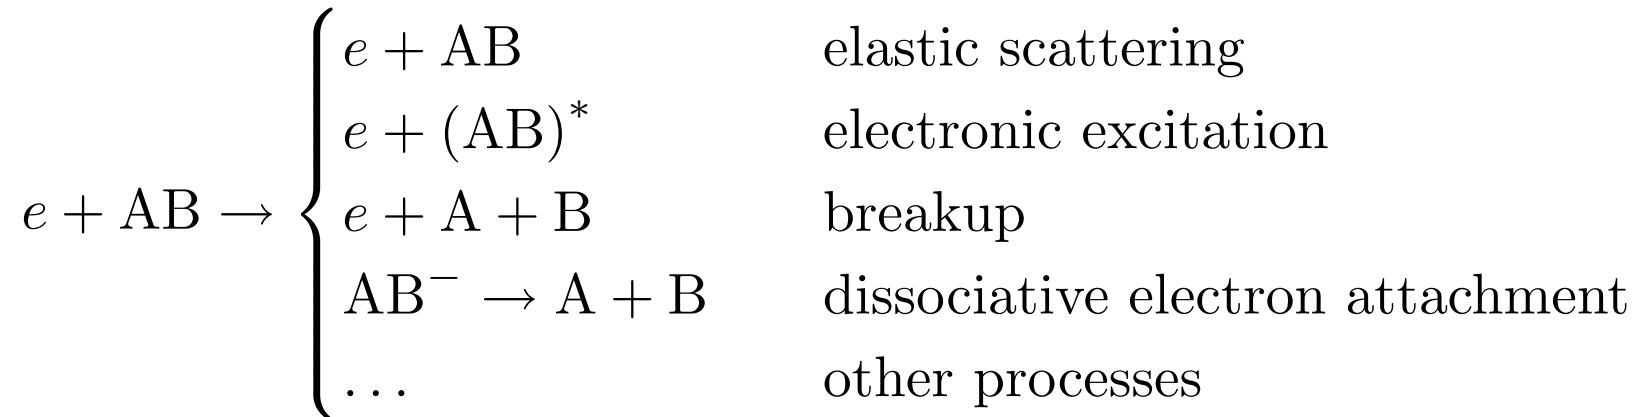 e + AB elastic scattering
e + (AB)* electronic excitation
e + AB → e + A + B breakup
AB⁻ → A + B dissociative electron attachment
... other processes